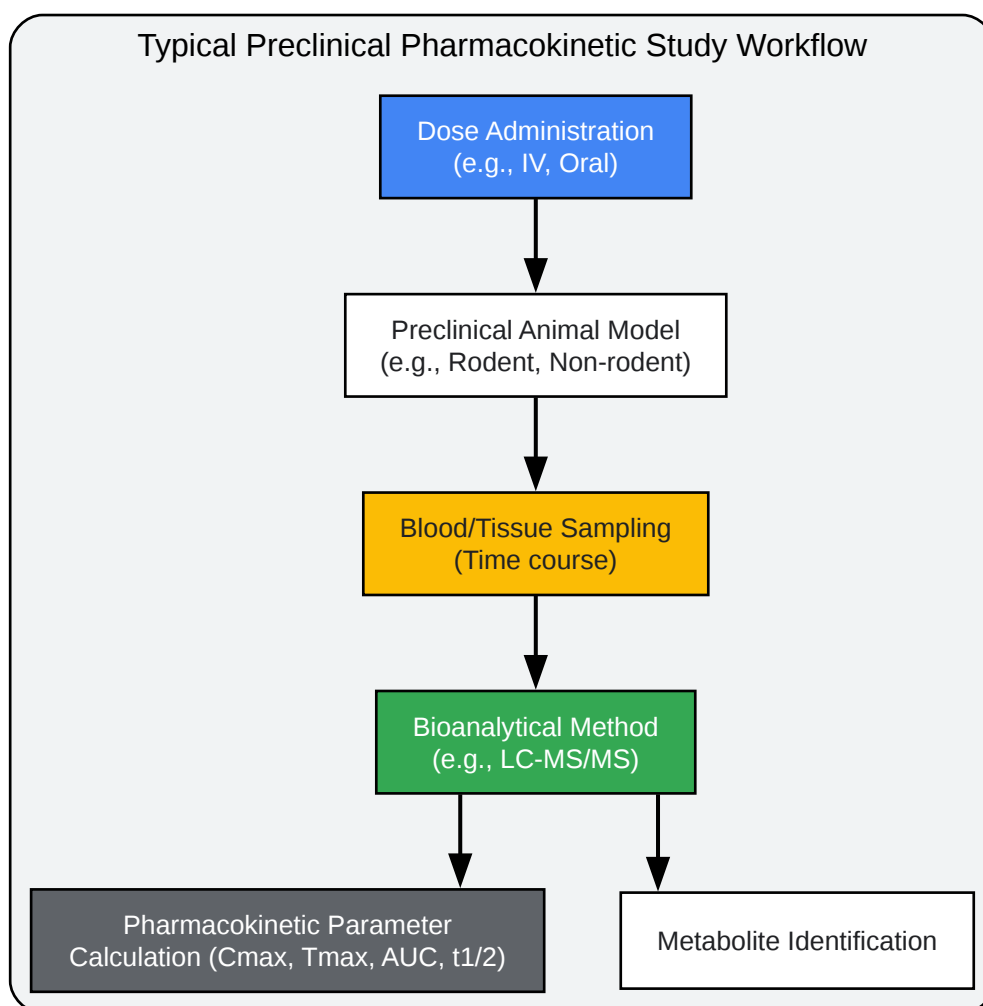 Typical Preclinical Pharmacokinetic Study Workflow
Dose Administration
(e.g., IV, Oral)
Preclinical Animal Model
(e.g., Rodent, Non-rodent)
Blood/Tissue Sampling
(Time course)
Bioanalytical Method
(e.g., LC-MS/MS)
Pharmacokinetic Parameter
Calculation (Cmax, Tmax, AUC, t1/2)
Metabolite Identification